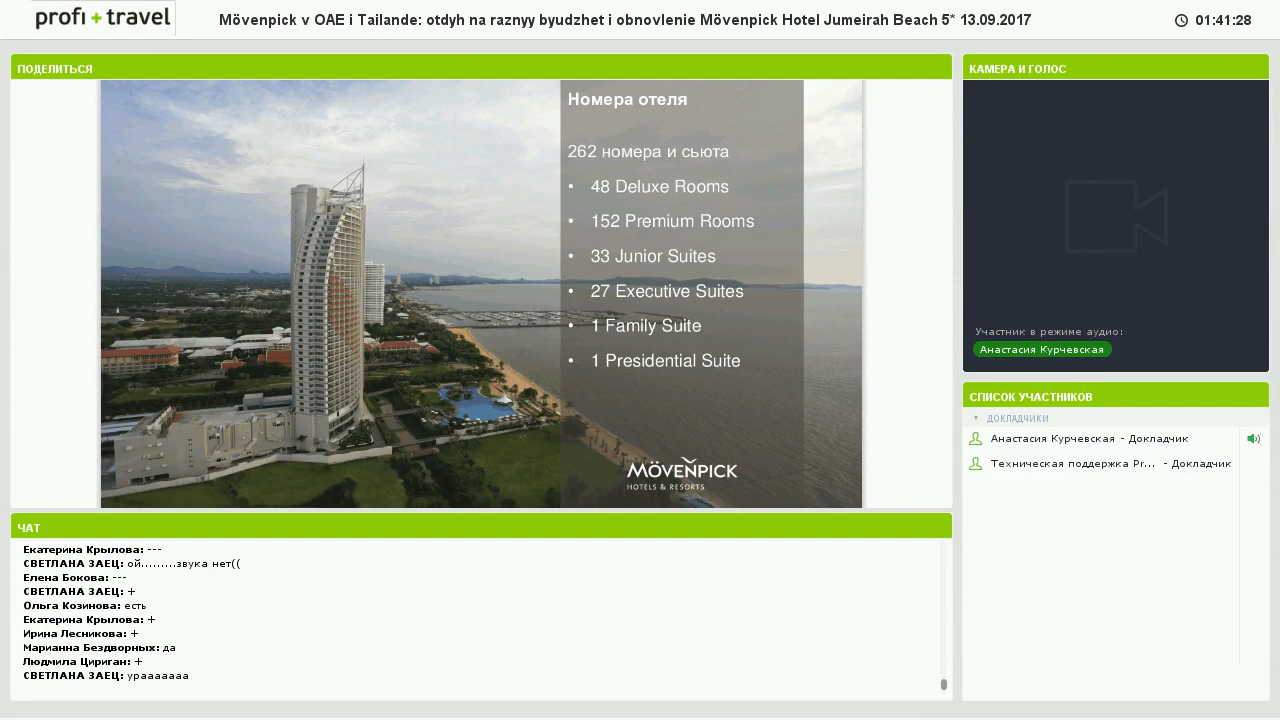 profi + travel
Mövenpick v OAE i Tailande: otdyh na raznyy byudzhet i obnovlenie Mövenpick Hotel Jumeirah Beach 5* 13.09.2017
01:41:28
ПОДЕЛИТЬСЯ
Номера отеля
262 номера и сьюта
• 48 Deluxe Rooms
• 152 Premium Rooms
• 33 Junior Suites
• 27 Executive Suites
• 1 Family Suite
• 1 Presidential Suite
MÖVENPICK
HOTELS & RESORTS
КАМЕРА И ГОЛОС
Участник в режиме аудио:
Анастасия Курчевская
СПИСОК УЧАСТНИКОВ
ДОКЛАДЧИКИ
Анастасия Курчевская - Докладчик
Техническая поддержка Pr... - Докладчик
ЧАТ
Екатерина Крылова: ---
СВЕТЛАНА ЗАЕЦ: ой.........звука нет((
Елена Бокова: ---
СВЕТЛАНА ЗАЕЦ: +
Ольга Козинова: есть
Екатерина Крылова: +
Ирина Лесникова: +
Марианна Бездворных: да
Людмила Цириган: +
СВЕТЛАНА ЗАЕЦ: урааааааа